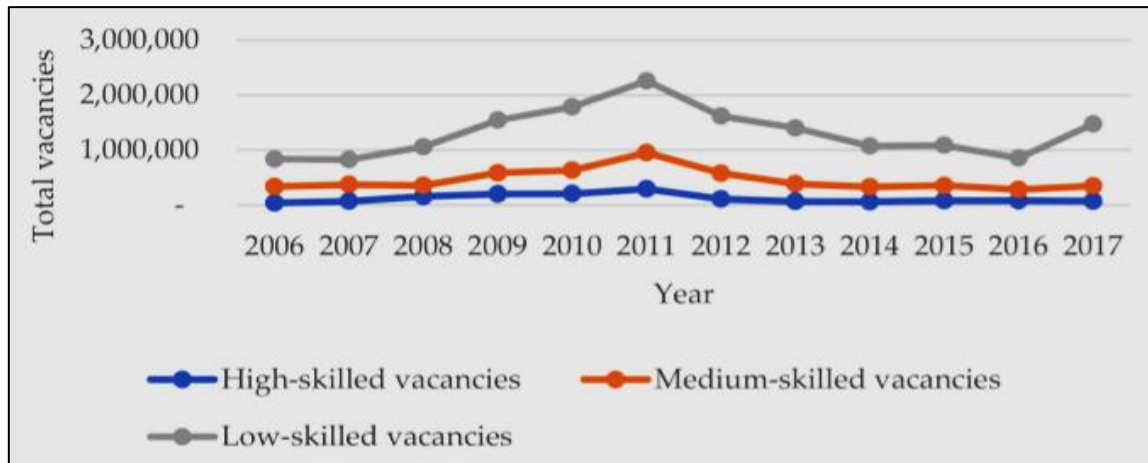 3,000,000
2,000,000
1,000,000
-
Total vacancies
2006 2007 2008 2009 2010 2011 2012 2013 2014 2015 2016 2017
Year
High-skilled vacancies
Medium-skilled vacancies
Low-skilled vacancies